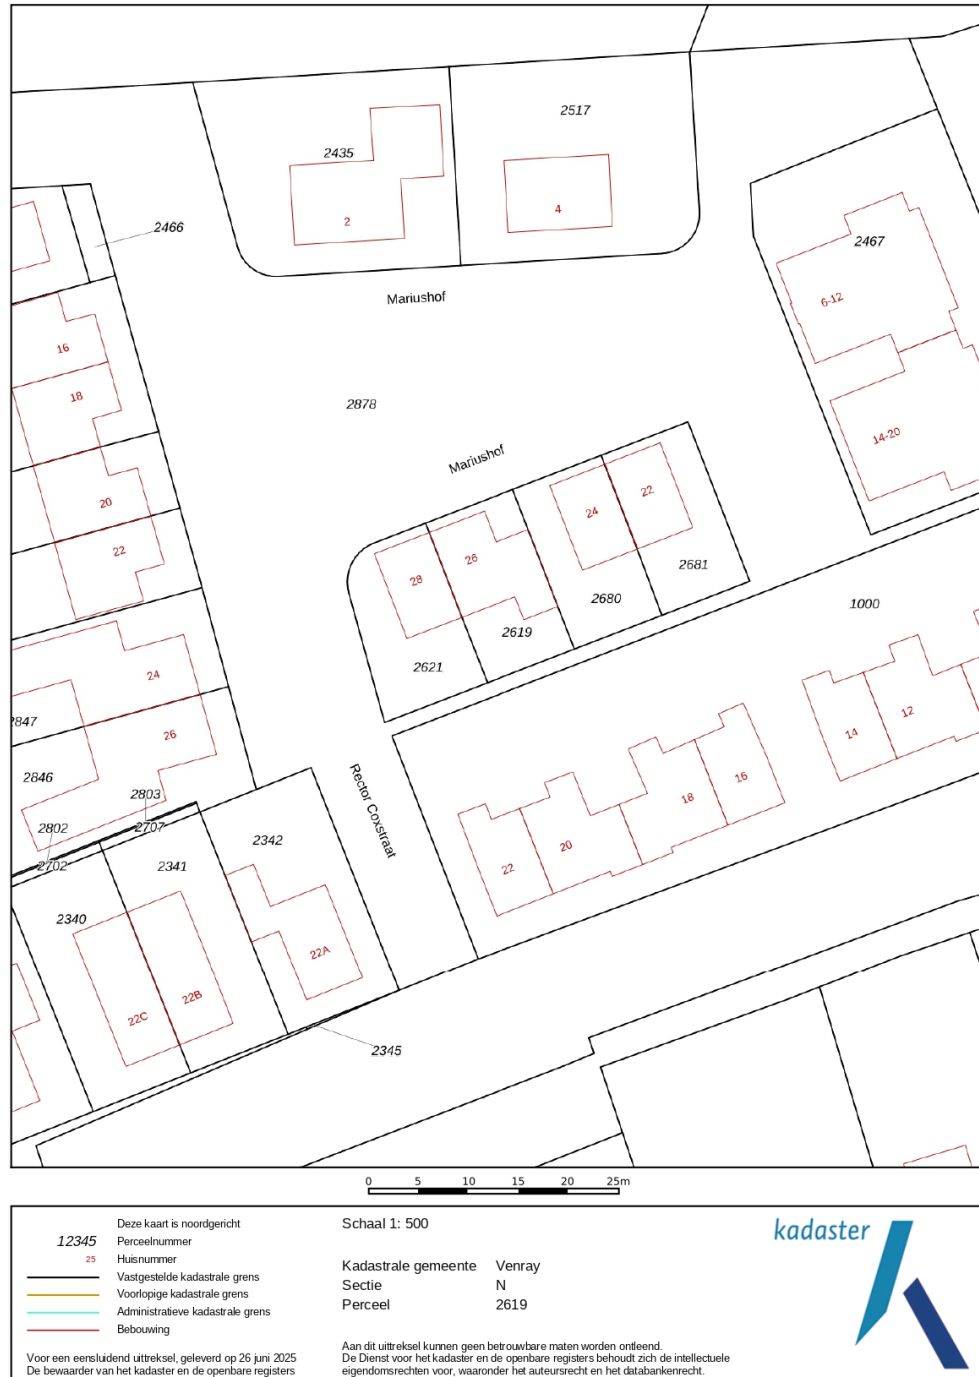 2517
2435
2
4
2466
2467
Mariushof
6-12
16
18
2878
14-20
Mariushof
22
20
24
26
22
28
2681
2680
1000
2619
2621
24
2847
26
14
12
2846
Rector Coxstraat
16
2803
18
2802
2707
2342
20
2702
2341
22
2340
22A
22B
22C
2345
0 5 10 15 20 25m
Deze kaart is noordgericht
12345 Perceelnummer
25 Huisnummer
Vastgestelde kadastrale grens
Voorlopige kadastrale grens
Administratieve kadastrale grens
Bebouwing
Voor een eensluidend uittreksel, geleverd op 26 juni 2025
De bewaarder van het kadaster en de openbare registers
Schaal 1: 500
Kadastrale gemeente Venray
Sectie N
Perceel 2619
Aan dit uittreksel kunnen geen betrouwbare maten worden ontleend.
De Dienst voor het kadaster en de openbare registers behoudt zich de intellectuele
eigendomsrechten voor, waaronder het auteursrecht en het databankenrecht.
kadaster